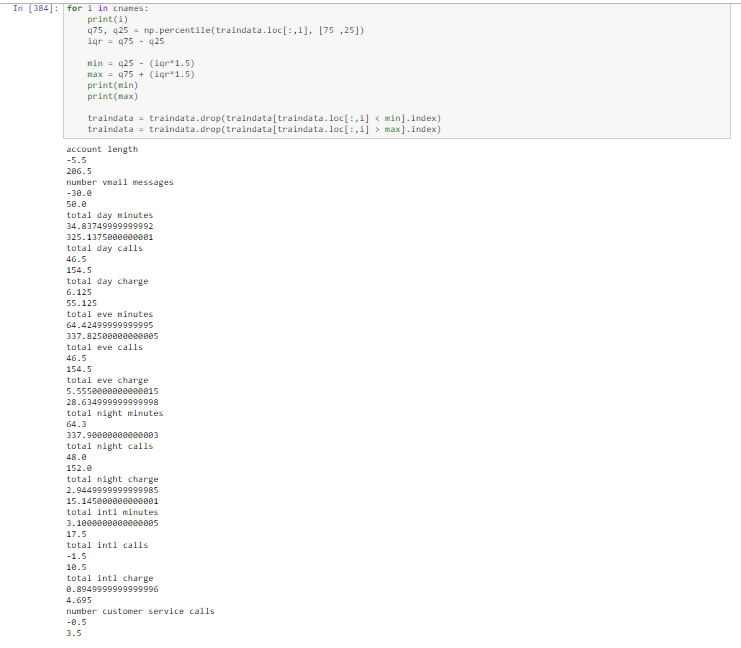 In [384]: for i in cnames:
print(i)
q75, q25 = np.percentile(traindata.loc[:,i], [75 ,25])
iqr = q75 - q25
min = q25 - (iqr*1.5)
max = q75 + (iqr*1.5)
print(min)
print(max)
traindata = traindata.drop(traindata[traindata.loc[:,i] < min].index)
traindata = traindata.drop(traindata[traindata.loc[:,i] > max].index)
account length
-5.5
206.5
number vmail messages
-30.0
50.0
total day minutes
34.83749999999992
325.1375000000001
total day calls
46.5
154.5
total day charge
6.125
55.125
total eve minutes
64.42499999999995
337.82500000000005
total eve calls
46.5
154.5
total eve charge
5.5550000000000015
28.634999999999998
total night minutes
64.3
337.90000000000003
total night calls
48.0
152.0
total night charge
2.9449999999999985
15.145000000000001
total intl minutes
3.1000000000000005
17.5
total intl calls
-1.5
10.5
total intl charge
0.8949999999999996
4.695
number customer service calls
-0.5
3.5